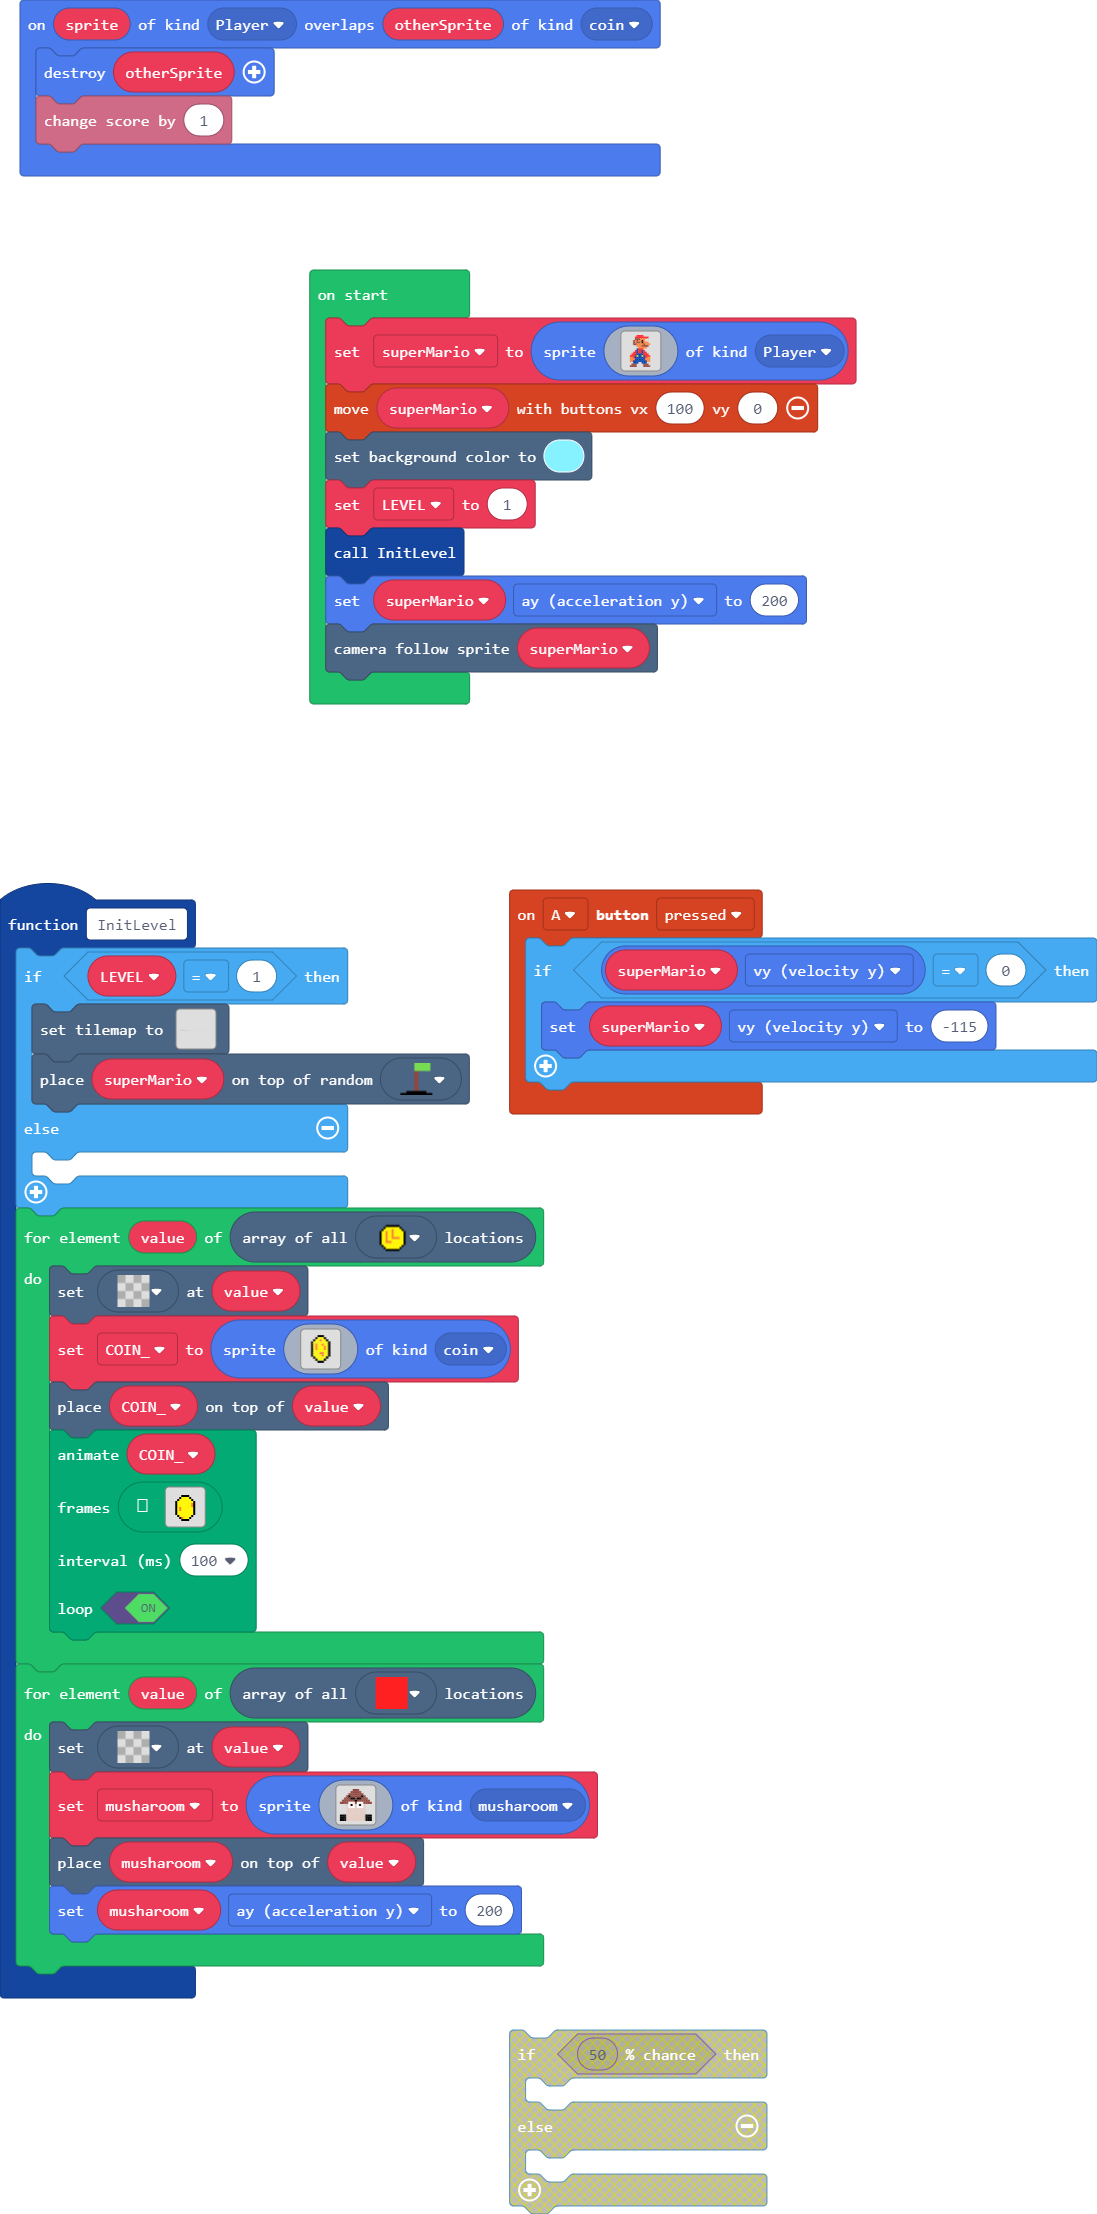 on sprite of kind Player overlaps otherSprite of kind coin
destroy otherSprite
change score by 1
on start
set superMario to sprite of kind Player
move superMario with buttons vx 100 vy 0
set background color to
set LEVEL to 1
call InitLevel
set superMario ay (acceleration y) to 200
camera follow sprite superMario
function InitLevel
if LEVEL = 1 then
set tilemap to
place superMario on top of random
else
for element value of array of all locations
do
set at value
set COIN_ to sprite of kind coin
place COIN_ on top of value
animate COIN_
frames
interval (ms) 100
loop ON
for element value of array of all locations
do
set at value
set musharoom to sprite of kind musharoom
place musharoom on top of value
set musharoom ay (acceleration y) to 200
on A button pressed
if superMario vy (velocity y) = 0 then
set superMario vy (velocity y) to -115
if 50 % chance then
else